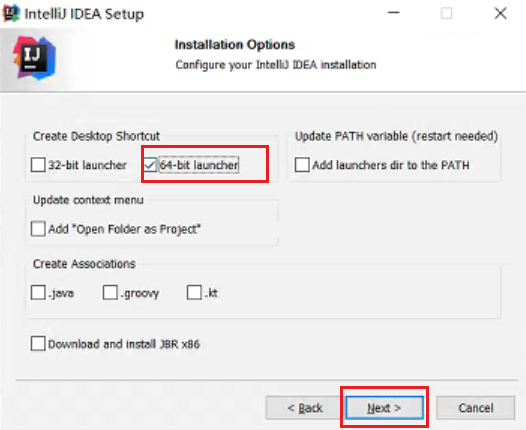 IntelliJ IDEA Setup
IJ
Installation Options
Configure your IntelliJ IDEA installation
Create Desktop Shortcut
32-bit launcher
64-bit launcher
Update PATH variable (restart needed)
Add launchers dir to the PATH
Update context menu
Add "Open Folder as Project"
Create Associations
.java
.groovy
.kt
Download and install JBR x86
< Back
Next >
Cancel